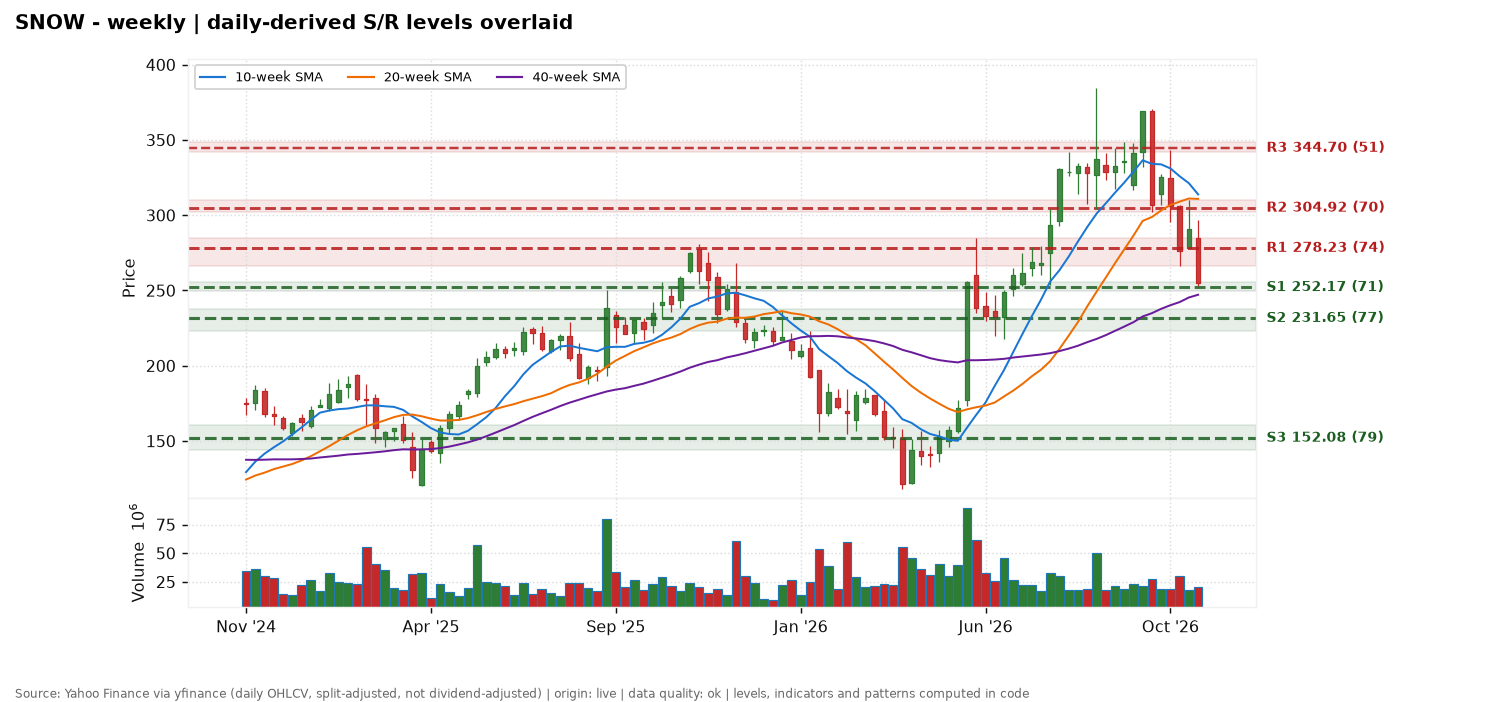 SNOW - weekly | daily-derived S/R levels overlaid
10-week SMA 20-week SMA 40-week SMA
Price
400
350
300
250
200
150
R3 344.70 (51)
R2 304.92 (70)
R1 278.23 (74)
S1 252.17 (71)
S2 231.65 (77)
S3 152.08 (79)
Volume 10⁶
75
50
25
Nov '24 Apr '25 Sep '25 Jan '26 Jun '26 Oct '26
Source: Yahoo Finance via yfinance (daily OHLCV, split-adjusted, not dividend-adjusted) | origin: live | data quality: ok | levels, indicators and patterns computed in code